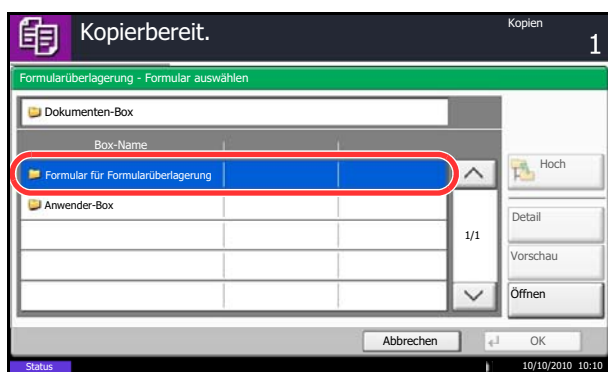 Kopierbereit.
Kopien
1
Formularüberlagerung - Formular auswählen
Dokumenten-Box
Box-Name
Formular für Formularüberlagerung
Anwender-Box
1/1
Hoch
Detail
Vorschau
Öffnen
Abbrechen
OK
Status
10/10/2010 10:10